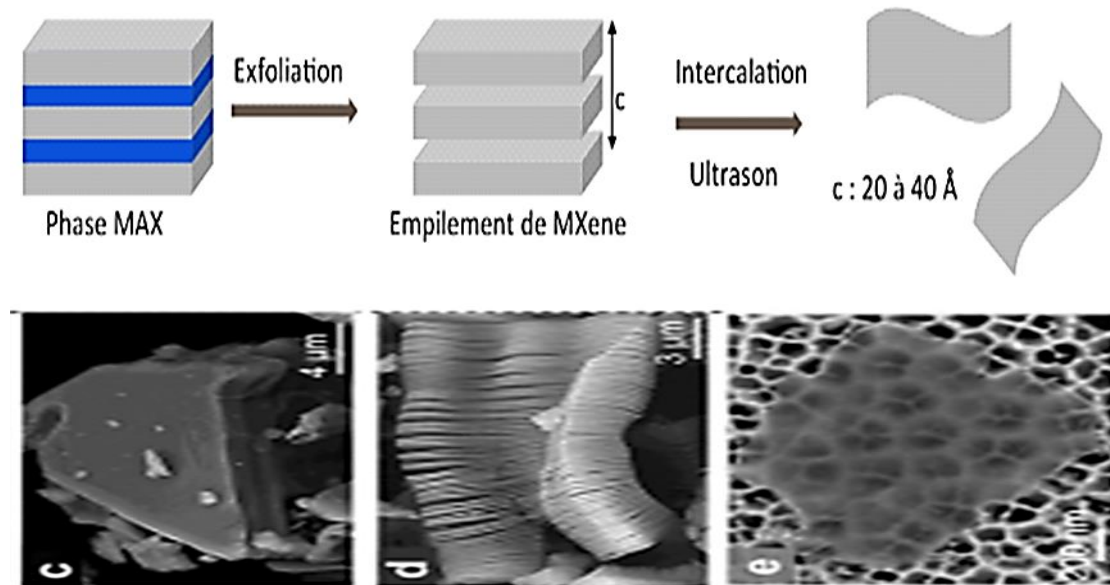 Exfoliation
Intercalation
c
Ultrason
c : 20 à 40 Å
Phase MAX
Empilement de MXene
4 µm
3 µm
c
d
e